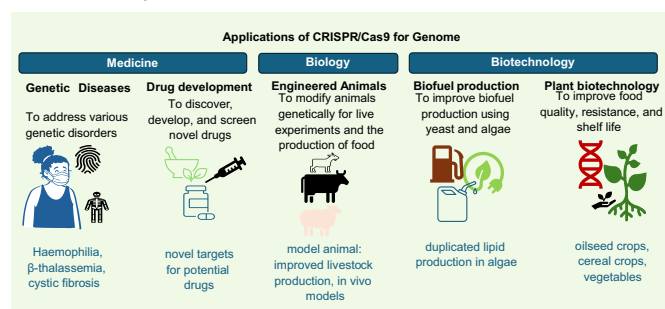 Applications of CRISPR/Cas9 for Genome
Medicine
Biology
Biotechnology
Genetic Diseases
To address various
genetic disorders
Haemophilia,
β-thalassemia,
cystic fibrosis
Drug development
To discover,
develop, and screen
novel drugs
novel targets
for potential
drugs
Engineered Animals
To modify animals
genetically for live
experiments and the
production of food
model animal:
improved livestock
production, in vivo
models
Biofuel production
To improve biofuel
production using
yeast and algae
duplicated lipid
production in algae
Plant biotechnology
To improve food
quality, resistance, and
shelf life
oilseed crops,
cereal crops,
vegetables